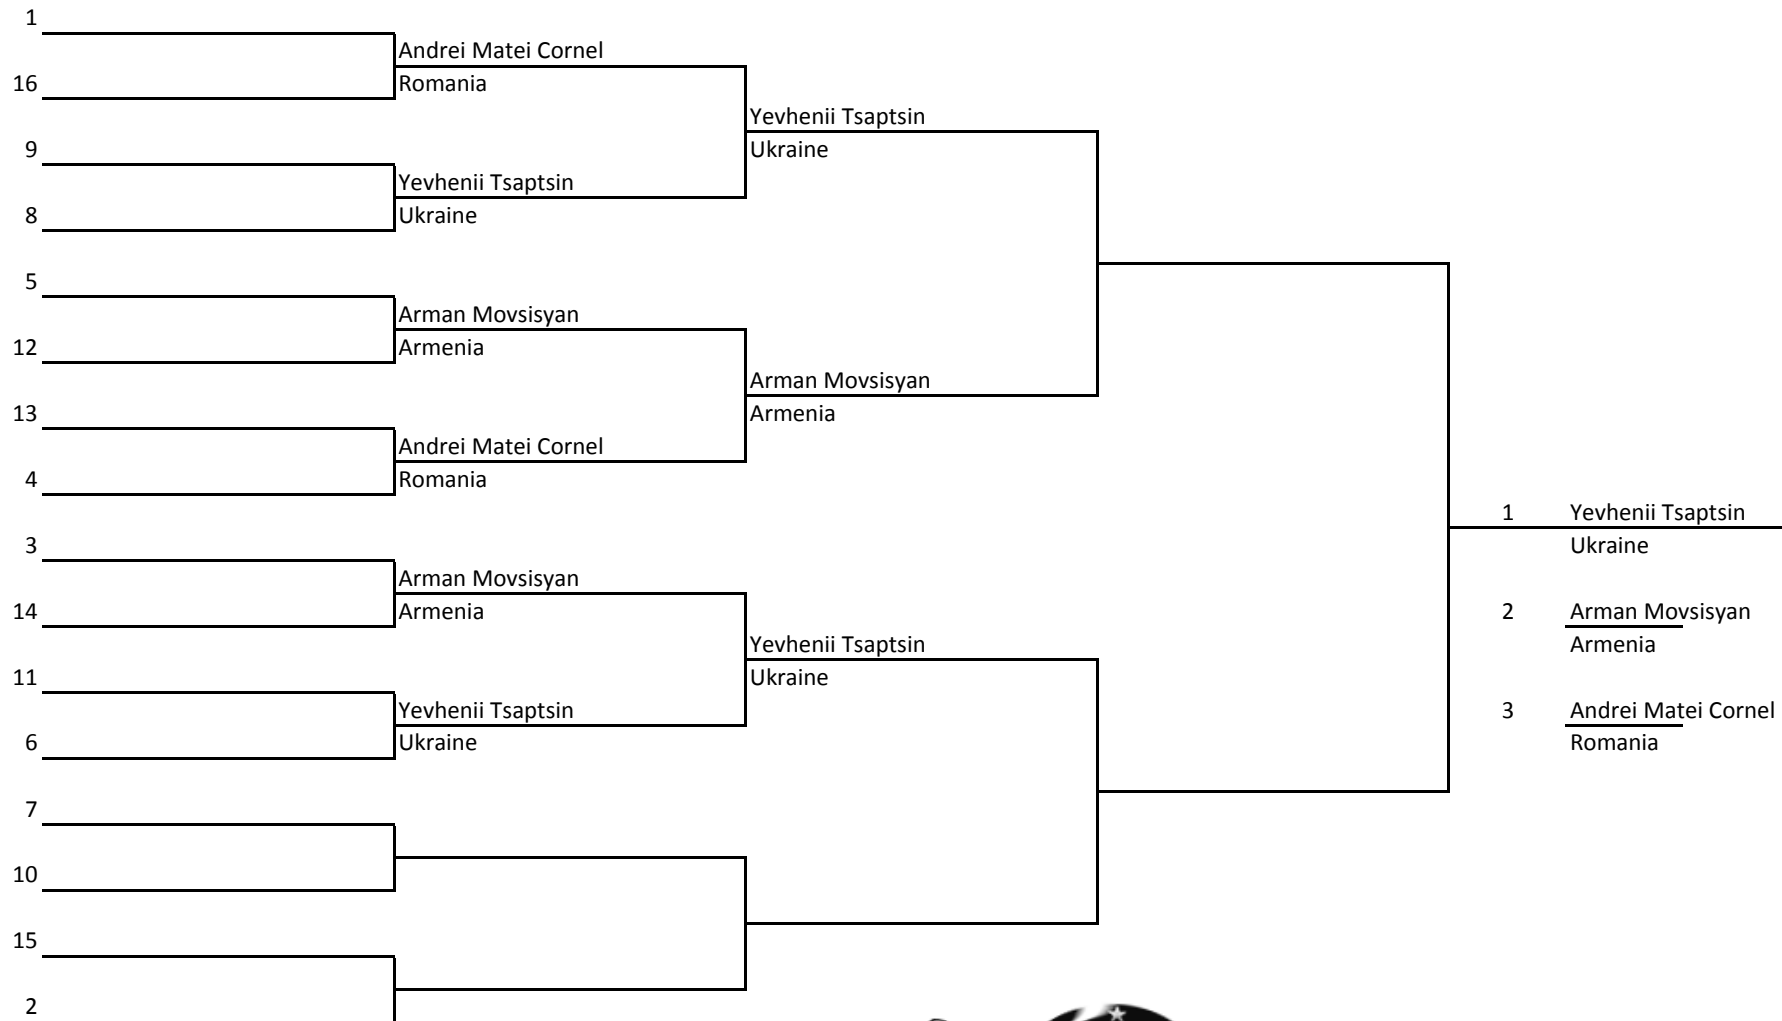 1
Andrei Matei Cornel
16
Romania
Yevhenii Tsaptsin
9
Ukraine
Yevhenii Tsaptsin
8
Ukraine
5
Arman Movsisyan
12
Armenia
Arman Movsisyan
13
Armenia
Andrei Matei Cornel
4
Romania
1 Yevhenii Tsaptsin
3
Ukraine
Arman Movsisyan
14
Armenia
2 Arman Movsisyan
Yevhenii Tsaptsin
Armenia
11
Ukraine
Yevhenii Tsaptsin
3 Andrei Matei Cornel
6
Ukraine
Romania
7
10
15
2